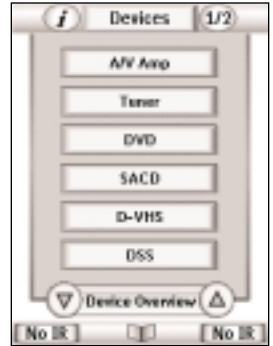 i Devices 1/2
A/V Amp
Tuner
DVD
SACD
D-VHS
DSS
Device Overview
No IR No IR